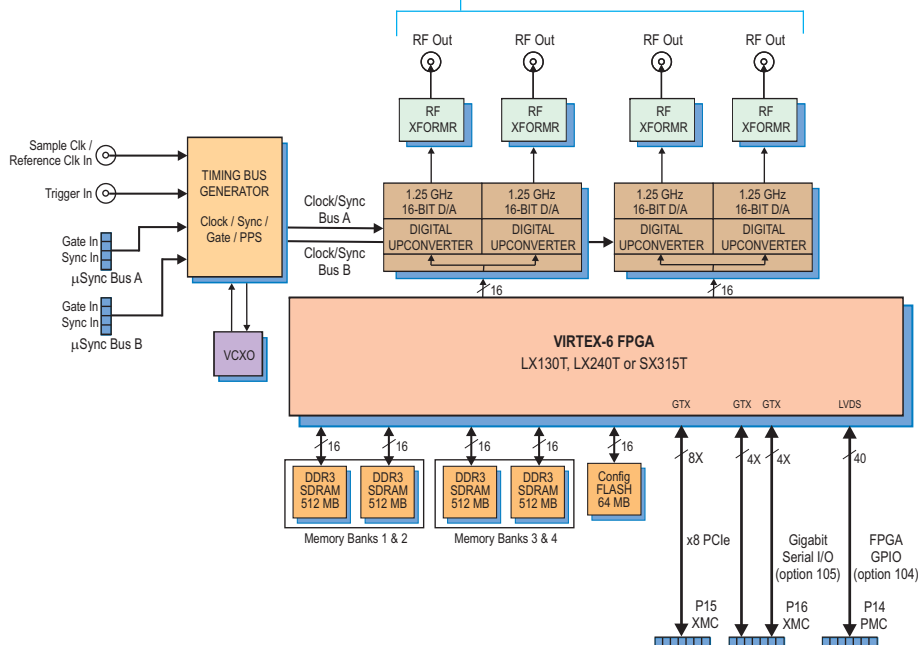 RF Out
RF Out
RF Out
RF Out
RF
XFORMR
RF
XFORMR
RF
XFORMR
RF
XFORMR
Sample Clk /
Reference Clk In
Trigger In
Gate In
Sync In
μSync Bus A
Gate In
Sync In
μSync Bus B
TIMING BUS
GENERATOR
Clock / Sync /
Gate / PPS
VCXO
Clock/Sync
Bus A
Clock/Sync
Bus B
1.25 GHz
16-BIT D/A
DIGITAL
UPCONVERTER
1.25 GHz
16-BIT D/A
DIGITAL
UPCONVERTER
1.25 GHz
16-BIT D/A
DIGITAL
UPCONVERTER
1.25 GHz
16-BIT D/A
DIGITAL
UPCONVERTER
16
16
VIRTEX-6 FPGA
LX130T, LX240T or SX315T
GTX
GTX
GTX
LVDS
16
16
16
16
16
8X
4X
4X
40
DDR3
SDRAM
512 MB
DDR3
SDRAM
512 MB
DDR3
SDRAM
512 MB
DDR3
SDRAM
512 MB
Config
FLASH
64 MB
Memory Banks 1 & 2
Memory Banks 3 & 4
x8 PCIe
Gigabit
Serial I/O
(option 105)
FPGA
GPIO
(option 104)
P15
XMC
P16
XMC
P14
PMC